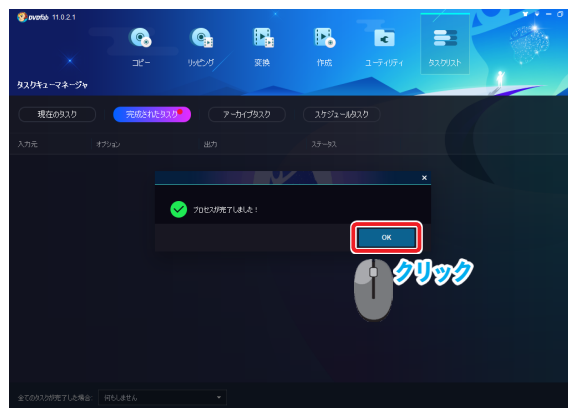 DVDFab 11.0.2.1
コピー
リッピング
変換
作成
ユーティリティ
タスクリスト
タスクキューマネージャ
現在のタスク
完成されたタスク
アーカイブタスク
スケジュールタスク
入力元
オプション
出力
ステータス
プロセスが完了しました！
OK
クリック
全てのタスクが完了した場合:
何もしません